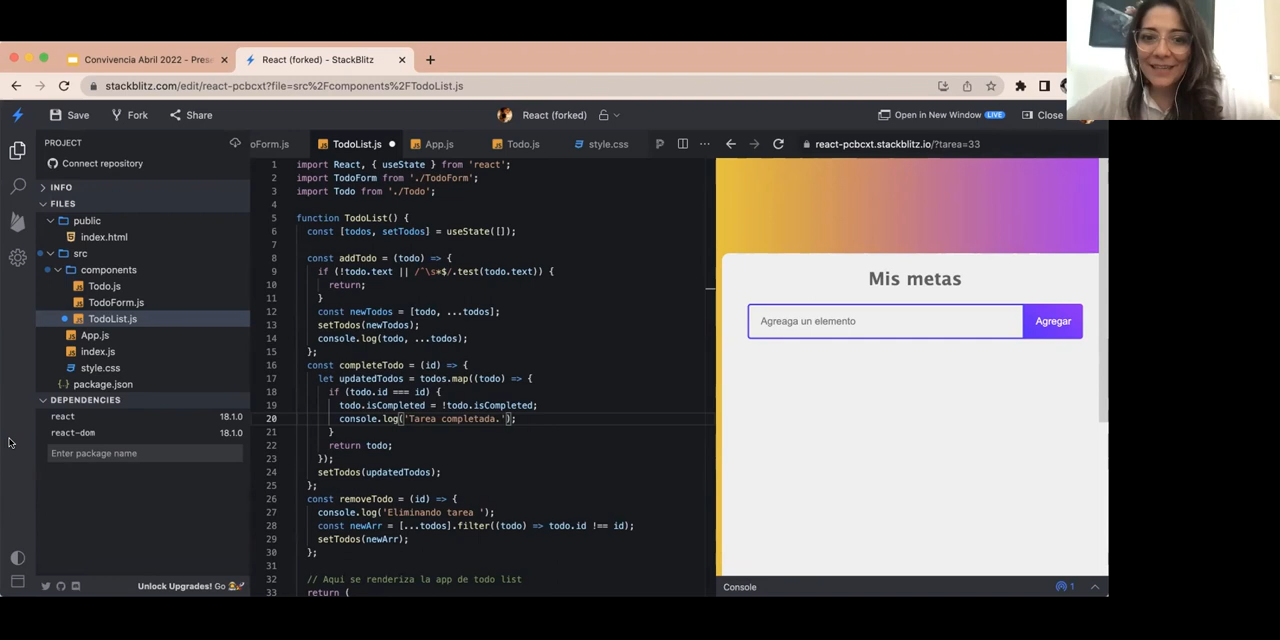 Convivencia Abril 2022 - Prese
React (forked) - StackBlitz
stackblitz.com/edit/react-pcbcxt?file=src%2Fcomponents%2FTodoList.js
Save
Fork
Share
React (forked)
Open in New Window LIVE
Close
PROJECT
Connect repository
INFO
FILES
public
index.html
src
components
Todo.js
TodoForm.js
TodoList.js
App.js
index.js
style.css
package.json
DEPENDENCIES
react 18.1.0
react-dom 18.1.0
Enter package name
Unlock Upgrades! Go
oForm.js
TodoList.js
App.js
Todo.js
style.css
1 import React, { useState } from 'react';
2 import TodoForm from './TodoForm';
3 import Todo from './Todo';
4
5 function TodoList() {
6 const [todos, setTodos] = useState([]);
7
8 const addTodo = (todo) => {
9 if (!todo.text || /^\s*$/.test(todo.text)) {
10 return;
11 }
12 const newTodos = [todo, ...todos];
13 setTodos(newTodos);
14 console.log(todo, ...todos);
15 };
16 const completeTodo = (id) => {
17 let updatedTodos = todos.map((todo) => {
18 if (todo.id === id) {
19 todo.isCompleted = !todo.isCompleted;
20 console.log('Tarea completada.');
21 }
22 return todo;
23 });
24 setTodos(updatedTodos);
25 };
26 const removeTodo = (id) => {
27 console.log('Eliminando tarea ');
28 const newArr = [...todos].filter((todo) => todo.id !== id);
29 setTodos(newArr);
30 };
31
32 // Aqui se renderiza la app de todo list
33 return (
react-pcbcxt.stackblitz.io/?tarea=33
Mis metas
Agreaga un elemento
Agregar
Console
1